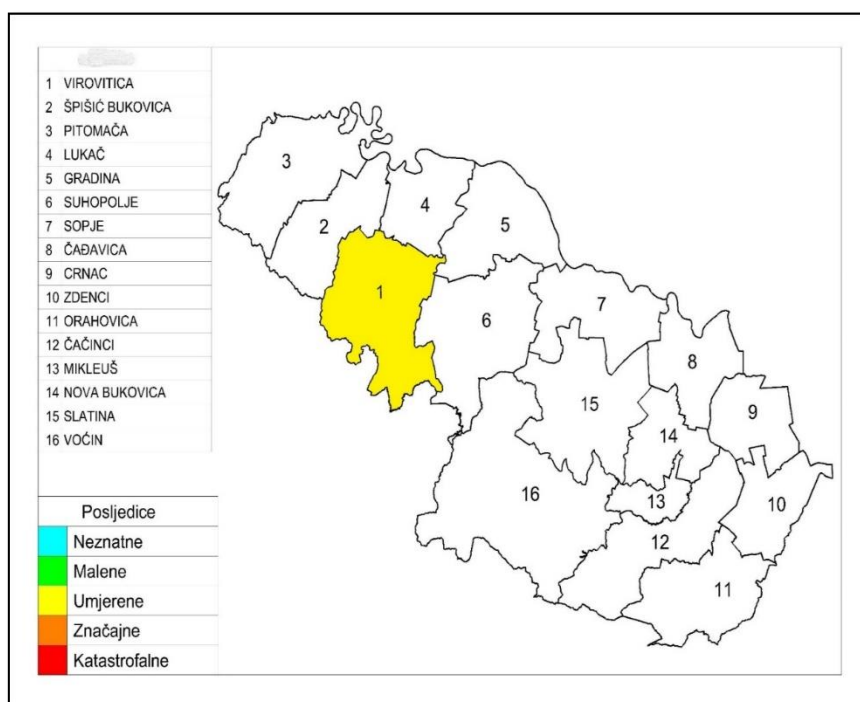 1 VIROVITICA
2 ŠPIŠIĆ BUKOVICA
3 PITOMAČA
4 LUKAČ
5 GRADINA
6 SUHOPOLJE
7 SOPJE
8 ČAĐAVICA
9 CRNAC
10 ZDENCI
11 ORAHOVICA
12 ČAČINCI
13 MIKLEUŠ
14 NOVA BUKOVICA
15 SLATINA
16 VOĆIN
Posljedice
Neznatne
Malene
Umjerene
Značajne
Katastrofalne
3
2
4
5
1
6
7
8
15
9
14
16
13
10
12
11